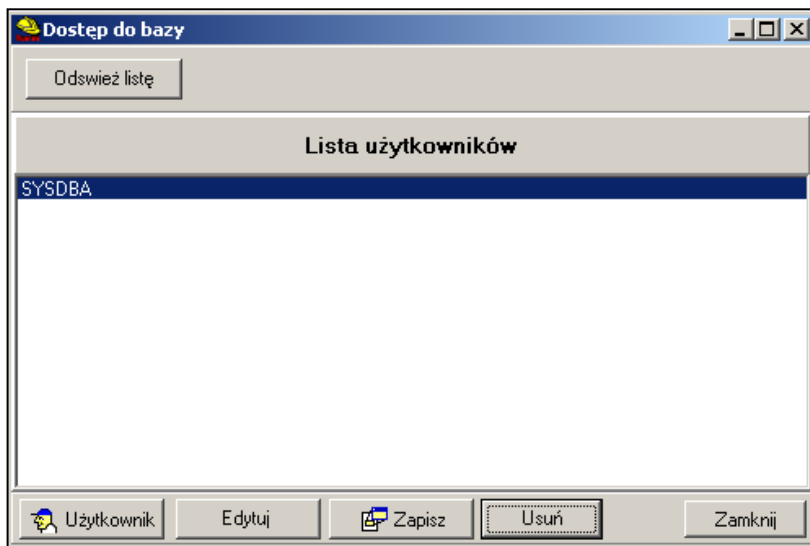 Dostęp do bazy
Odswież listę
Lista użytkowników
SYSDBA
Użytkownik Edytuj Zapisz Usuń Zamknij